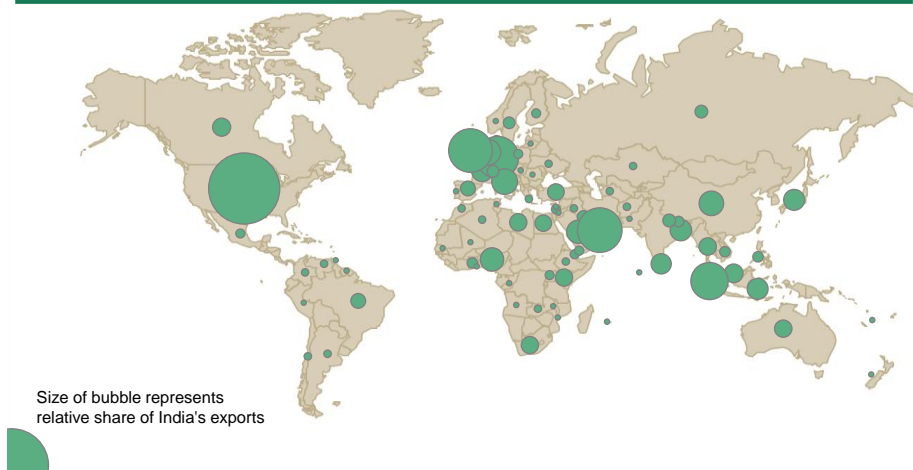 Size of bubble represents
relative share of India's exports